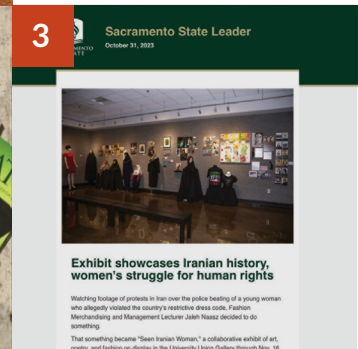 3
Sacramento State Leader
October 31, 2023
Exhibit showcases Iranian history,
women's struggle for human rights
Watching footage of protests in Iran over the police beating of a young woman
who allegedly violated the country's restrictive dress code, Fashion
Merchandising and Management Lecturer Jaleh Naasz decided to do
something.
That something became "Seen Iranian Woman," a collaborative exhibit of art,
poetry, and fashion on display in the University Union Gallery through Nov. 16.